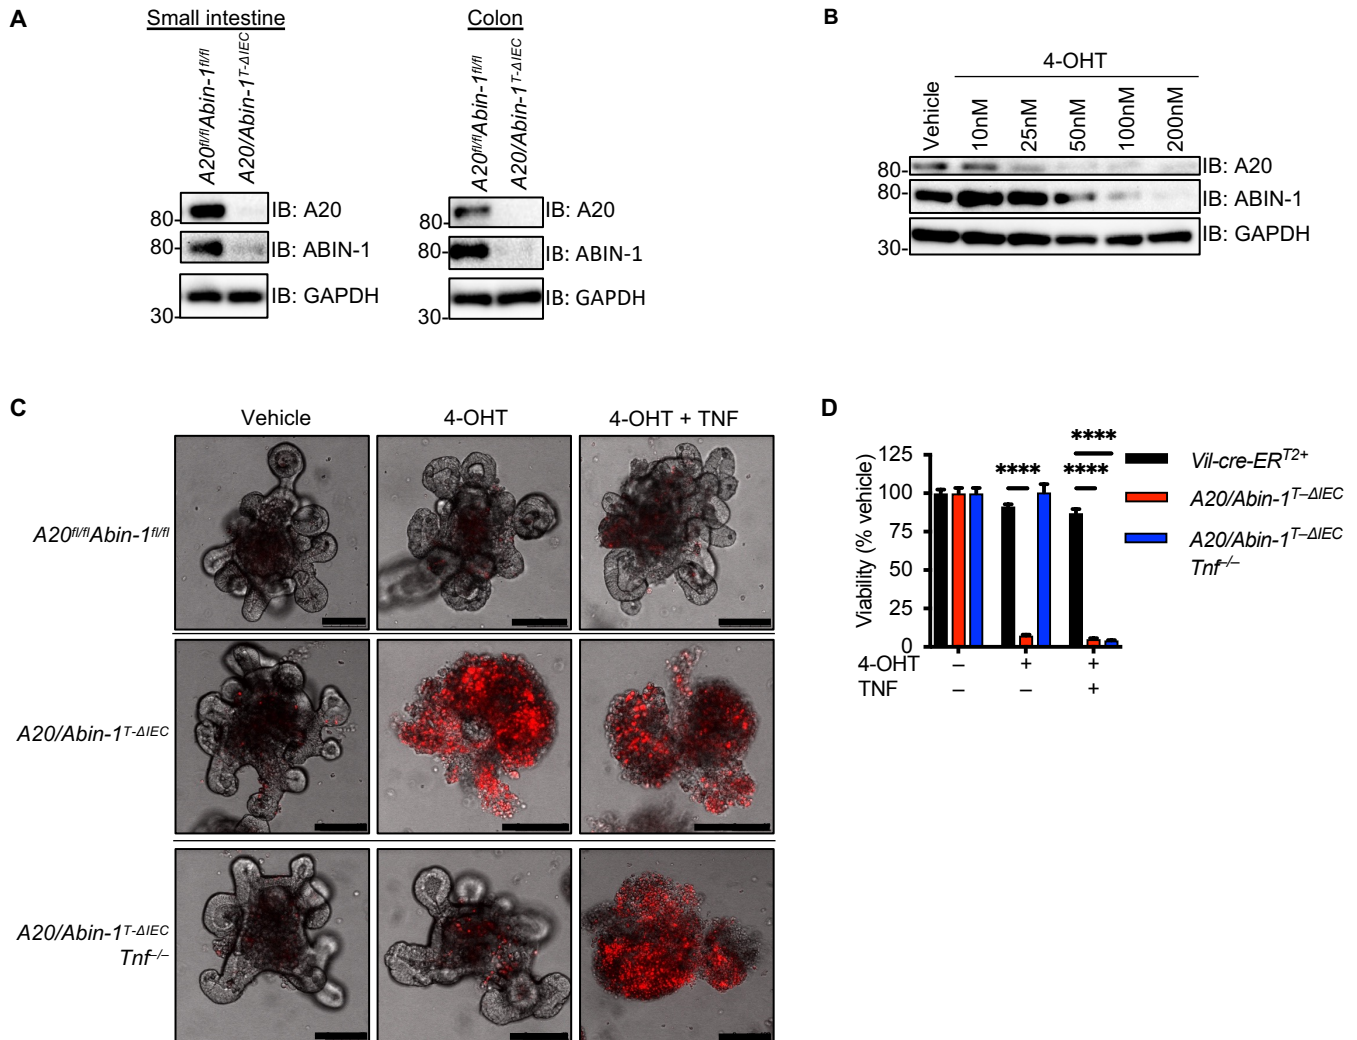 A
Small intestine
Colon
A20fl/flAbin-1fl/fl
A20/Abin-1T-ΔIEC
A20fl/flAbin-1fl/fl
A20/Abin-1T-ΔIEC
80
IB: A20
80
IB: ABIN-1
30
IB: GAPDH
80
IB: A20
80
IB: ABIN-1
30
IB: GAPDH
B
4-OHT
Vehicle
10nM
25nM
50nM
100nM
200nM
80
IB: A20
80
IB: ABIN-1
30
IB: GAPDH
C
Vehicle
4-OHT
4-OHT + TNF
A20fl/flAbin-1fl/fl
A20/Abin-1T-ΔIEC
A20/Abin-1T-ΔIEC
Tnf–/–
D
Viability (% vehicle)
125
100
75
50
25
0
****
****
****
4-OHT – + +
TNF – – +
Vil-cre-ERT2+
A20/Abin-1T–ΔIEC
A20/Abin-1T–ΔIEC
Tnf–/–